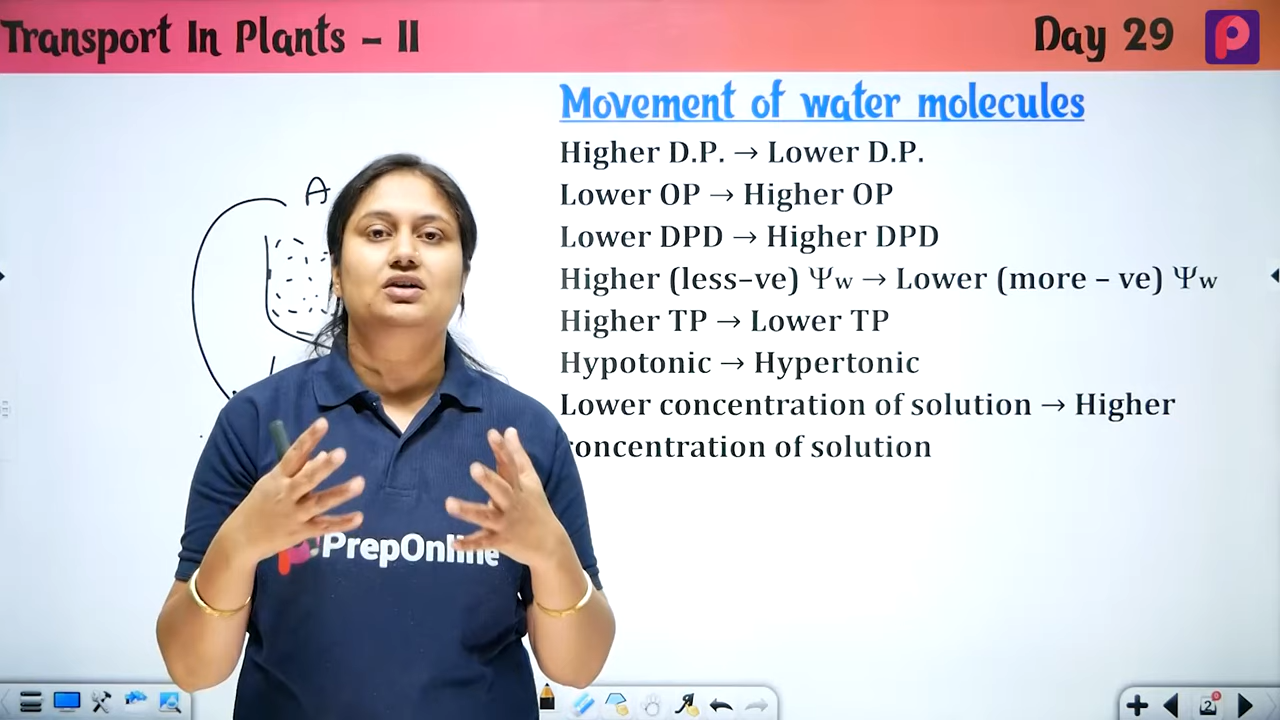 Transport In Plants – II
Day 29
Movement of water molecules
Higher D.P. → Lower D.P.
Lower OP → Higher OP
Lower DPD → Higher DPD
Higher (less–ve) Ψw → Lower (more – ve) Ψw
Higher TP → Lower TP
Hypotonic → Hypertonic
Lower concentration of solution → Higher
concentration of solution
A
PrepOnline
2